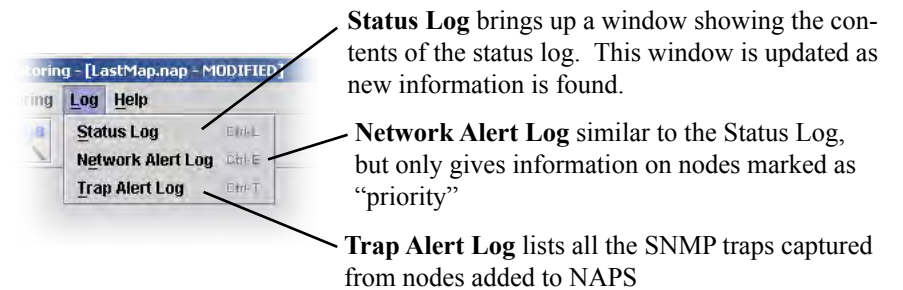 Status Log brings up a window showing the con-
tents of the status log.  This window is updated as
new information is found.
toring - [LastMap.nap - MODIFIED]
ring Log Help
Status Log Ctrl-L
Network Alert Log Ctrl-E
Trap Alert Log Ctrl-T
Network Alert Log similar to the Status Log,
but only gives information on nodes marked as
“priority”
Trap Alert Log lists all the SNMP traps captured
from nodes added to NAPS